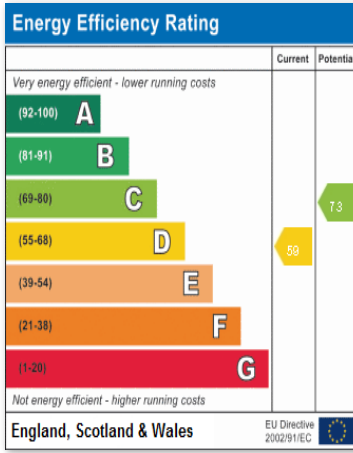 Energy Efficiency Rating
Current Potential
Very energy efficient - lower running costs
(92-100) A
(81-91) B
(69-80) C
73
(55-68) D
59
(39-54) E
(21-38) F
(1-20) G
Not energy efficient - higher running costs
England, Scotland & Wales
EU Directive
2002/91/EC